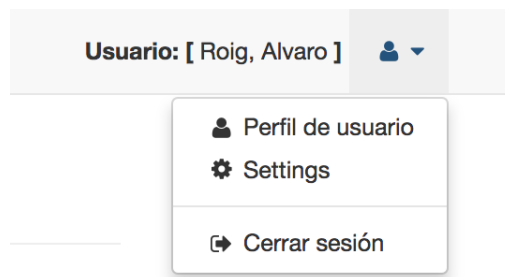 Usuario: [ Roig, Alvaro ]
Perfil de usuario
Settings
Cerrar sesión